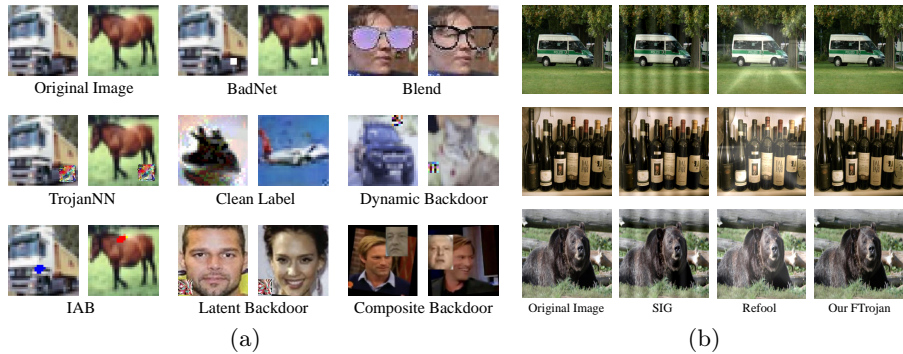 Original Image
BadNet
Blend
TrojanNN
Clean Label
Dynamic Backdoor
IAB
Latent Backdoor
Composite Backdoor
(a)
Original Image
SIG
Refool
Our FTrojan
(b)